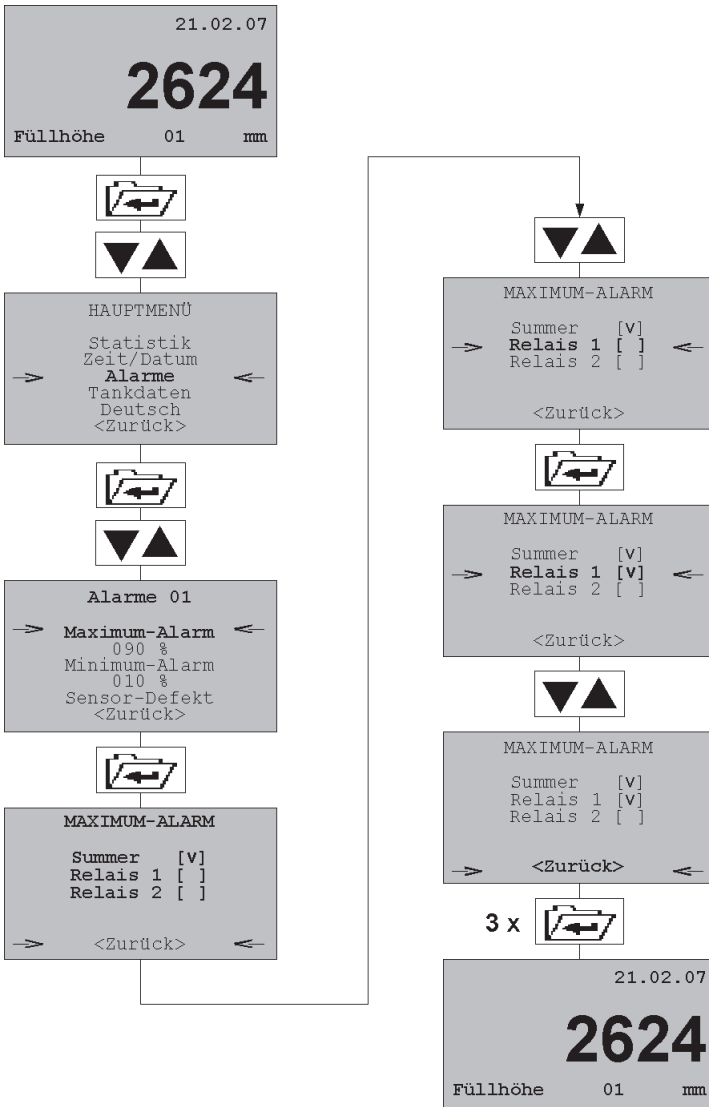 21.02.07
2624
Füllhöhe 01 mm
HAUPTMENÜ
Statistik
Zeit/Datum
Alarme
Tankdaten
Deutsch
<Zurück>
Alarme 01
Maximum-Alarm
090 %
Minimum-Alarm
010 %
Sensor-Defekt
<Zurück>
MAXIMUM-ALARM
Summer [V]
Relais 1 [ ]
Relais 2 [ ]
<Zurück>
MAXIMUM-ALARM
Summer [V]
Relais 1 [ ]
Relais 2 [ ]
<Zurück>
MAXIMUM-ALARM
Summer [V]
Relais 1 [V]
Relais 2 [ ]
<Zurück>
MAXIMUM-ALARM
Summer [V]
Relais 1 [V]
Relais 2 [ ]
<Zurück>
3 x
21.02.07
2624
Füllhöhe 01 mm